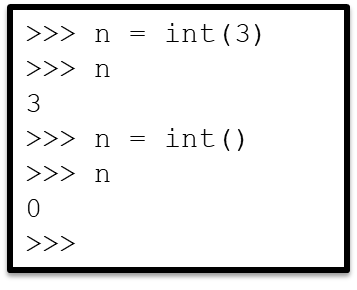 >>> n = int(3)
>>> n
3
>>> n = int()
>>> n
0
>>>